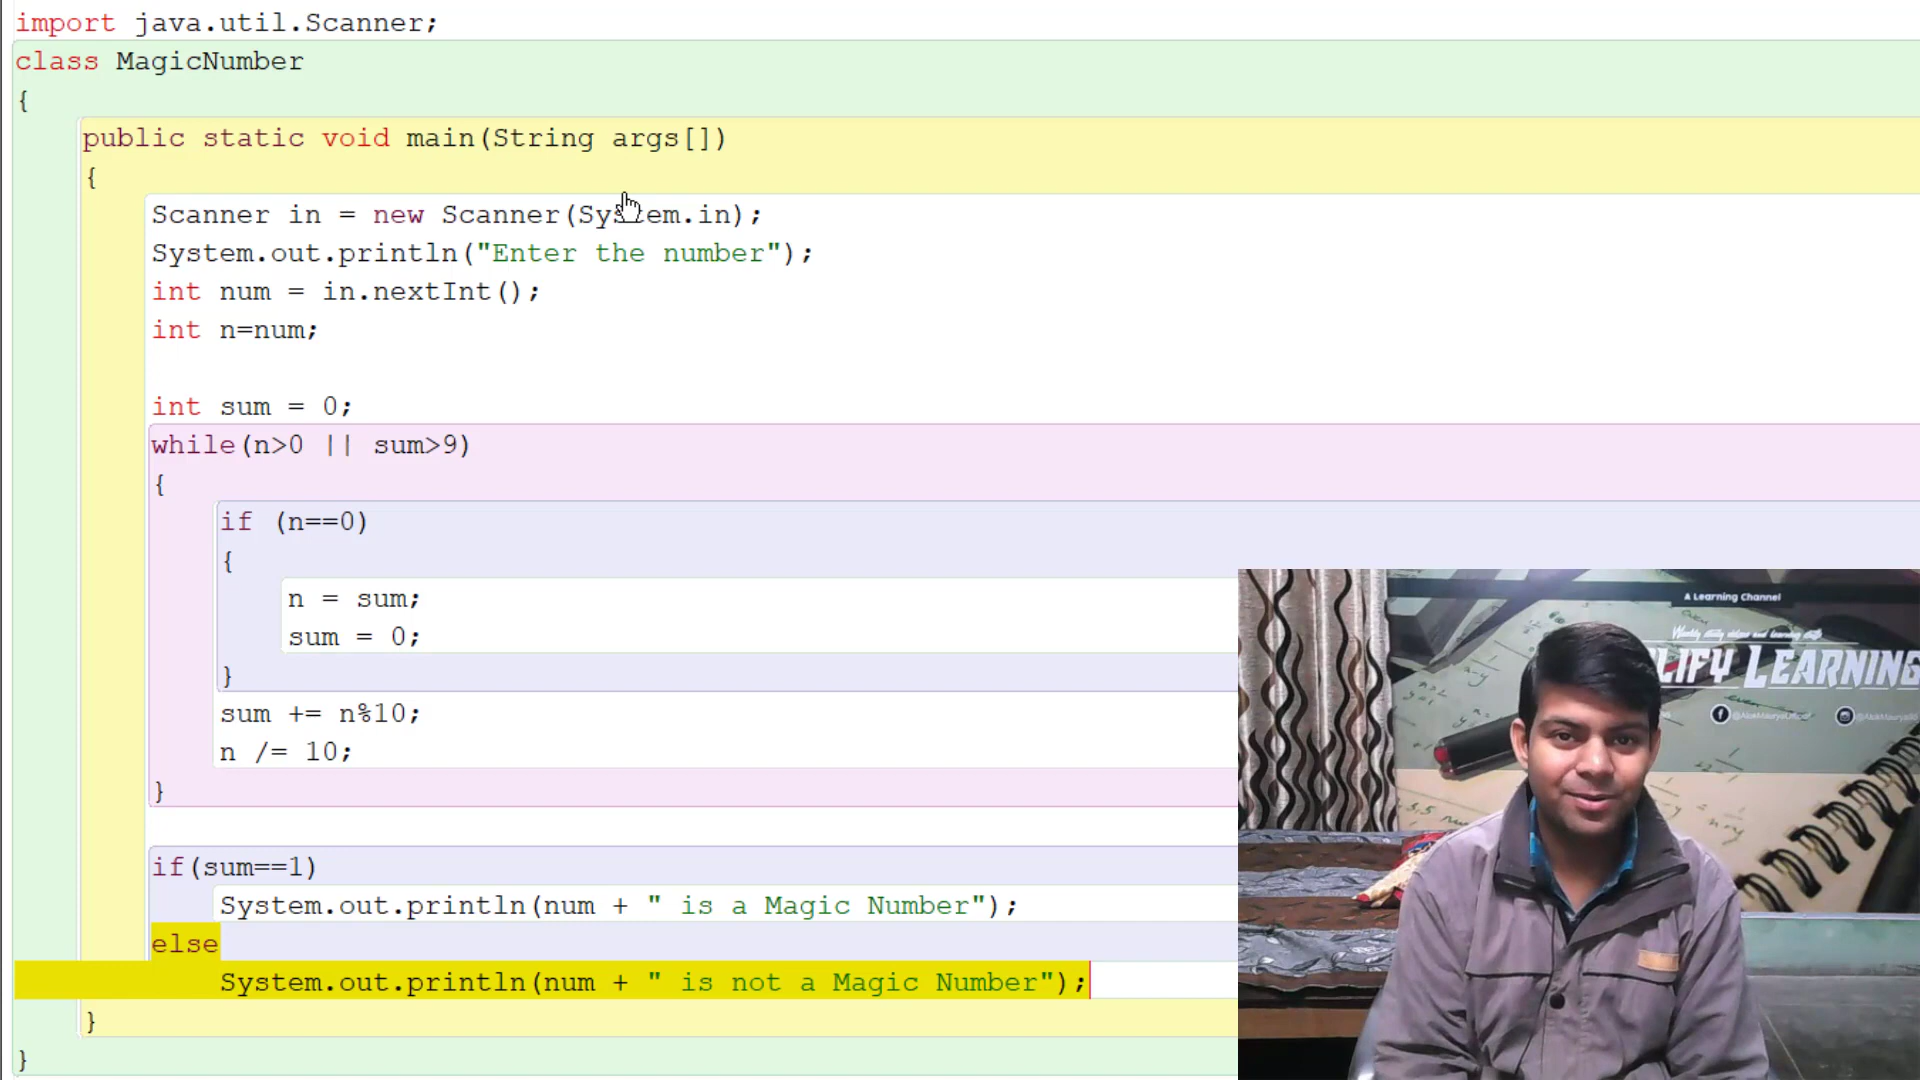 import java.util.Scanner;
class MagicNumber
{
public static void main(String args[])
{
Scanner in = new Scanner(System.in);
System.out.println("Enter the number");
int num = in.nextInt();
int n=num;
int sum = 0;
while(n>0 || sum>9)
{
if (n==0)
{
n = sum;
sum = 0;
}
sum += n%10;
n /= 10;
}
if(sum==1)
System.out.println(num + " is a Magic Number");
else
System.out.println(num + " is not a Magic Number");
}
}
A Learning Channel
LIFY LEARNING